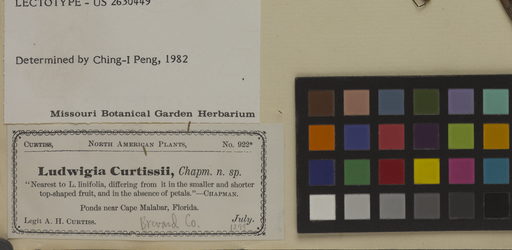 LECTOTYPE - US 2630449
Determined by Ching-I Peng, 1982
Missouri Botanical Garden Herbarium
CURTISS, NORTH AMERICAN PLANTS, No. 922*
Ludwigia Curtissii, Chapm. n. sp.
"Nearest to L. linifolia, differing from it in the smaller and shorter
top-shaped fruit, and in the absence of petals."—CHAPMAN.
Ponds near Cape Malabar, Florida.
Legit A. H. CURTISS. Brevard Co. July.